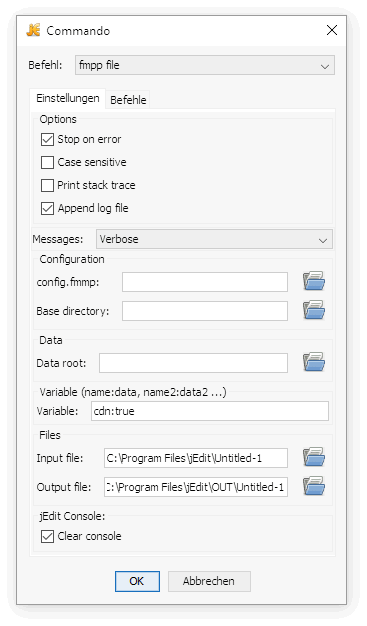 Commando
Befehl: fmpp file
Einstellungen Befehle
Options
Stop on error
Case sensitive
Print stack trace
Append log file
Messages: Verbose
Configuration
config.fmmp:
Base directory:
Data
Data root:
Variable (name:data, name2:data2 ...)
Variable: cdn:true
Files
Input file: C:\Program Files\jEdit\Untitled-1
Output file: C:\Program Files\jEdit\OUT\Untitled-1
jEdit Console:
Clear console
OK Abbrechen